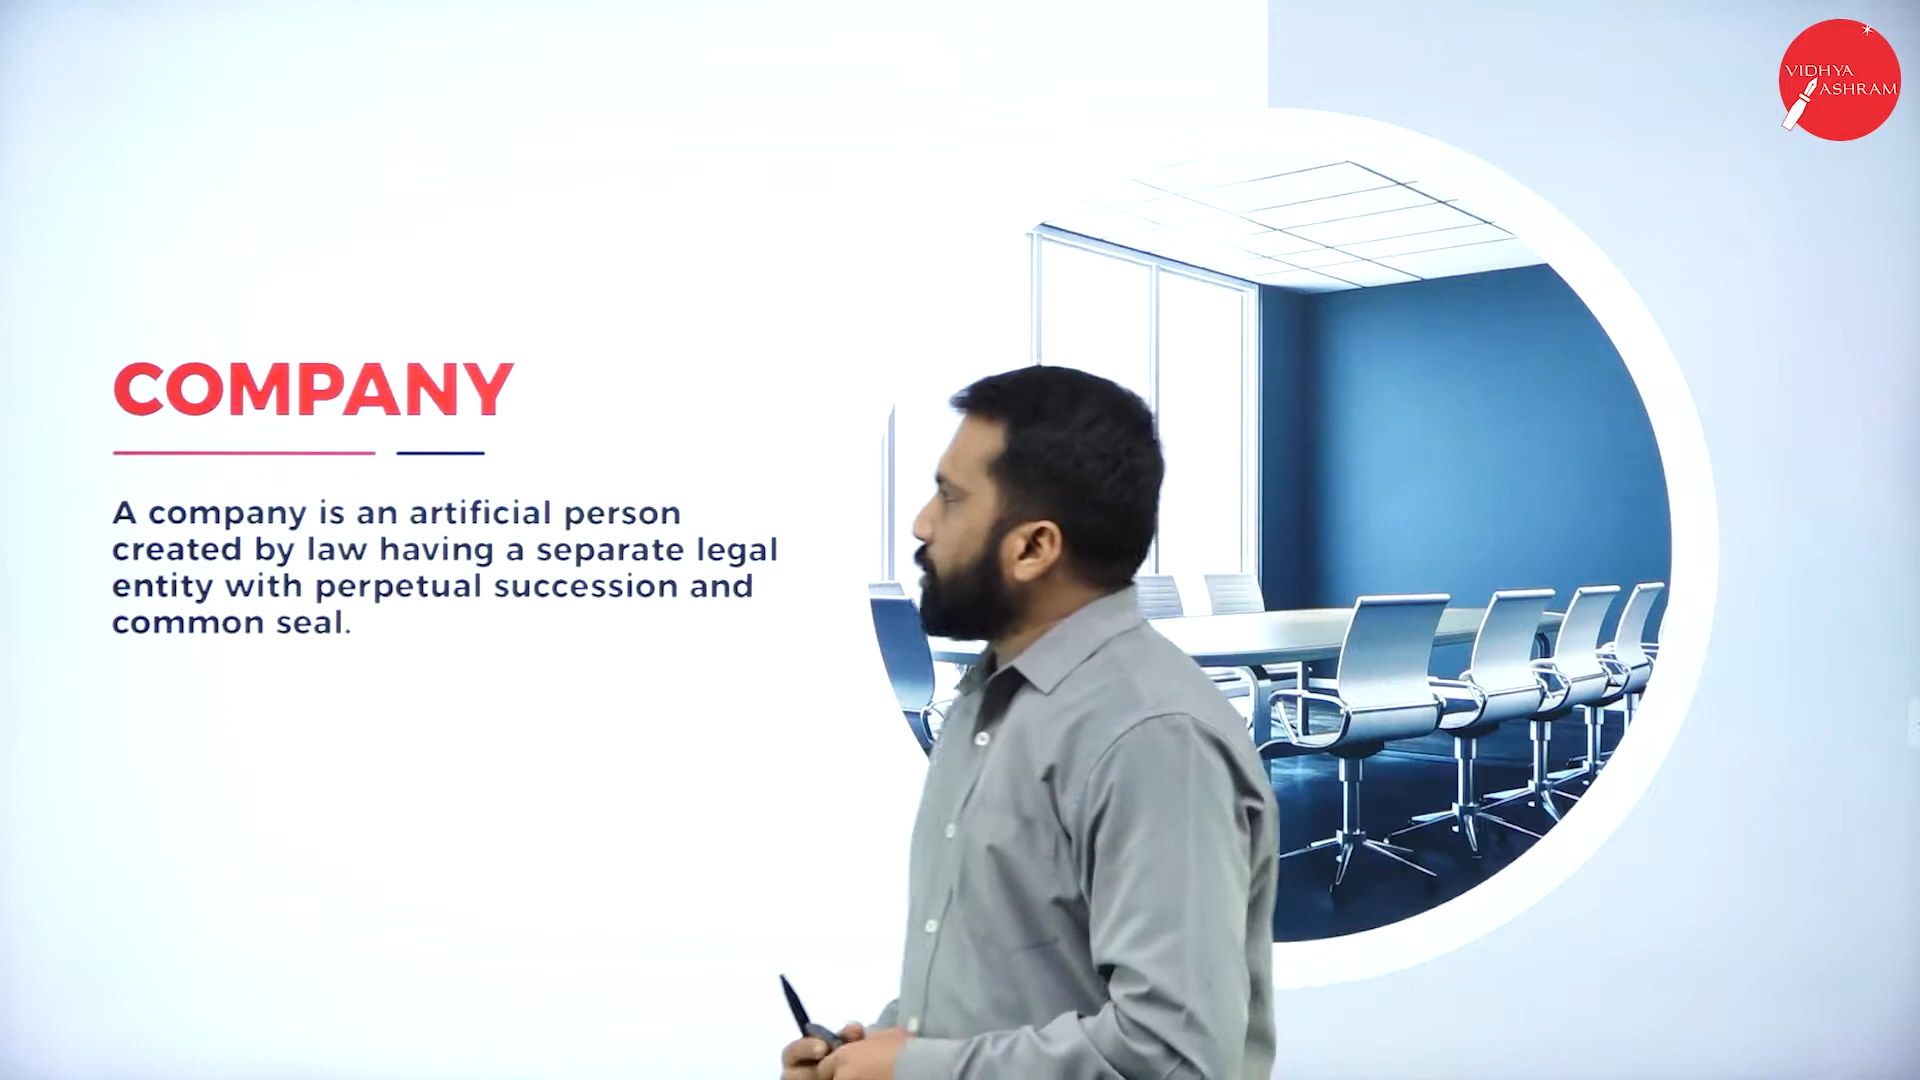 VIDHYA
ASHRAM
COMPANY
A company is an artificial person
created by law having a separate legal
entity with perpetual succession and
common seal.